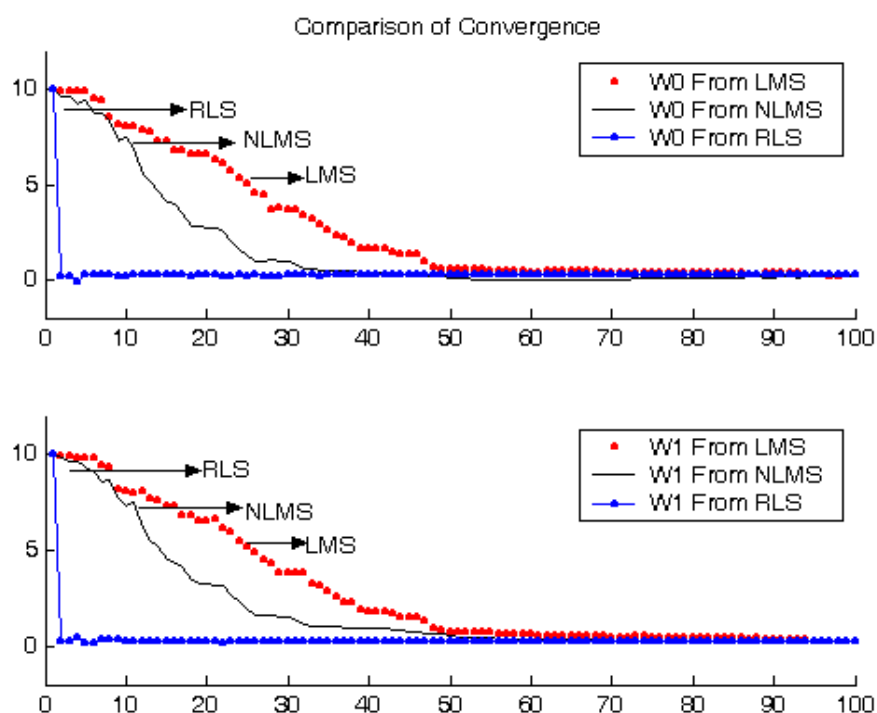 Comparison of Convergence
10
5
0
RLS
NLMS
LMS
W0 From LMS
W0 From NLMS
W0 From RLS
0 10 20 30 40 50 60 70 80 90 100
10
5
0
RLS
NLMS
LMS
W1 From LMS
W1 From NLMS
W1 From RLS
0 10 20 30 40 50 60 70 80 90 100